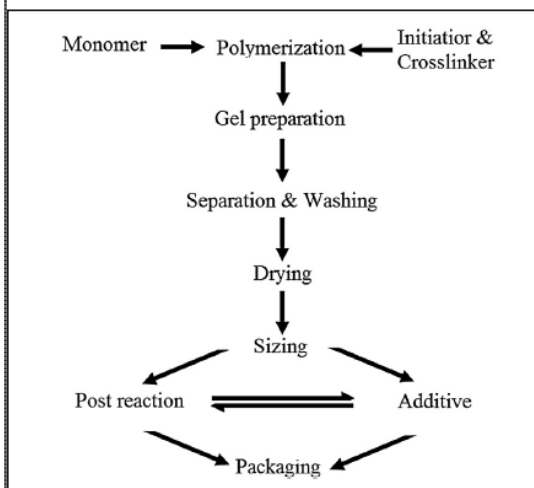 Monomer
Polymerization
Initiatior &
Crosslinker
Gel preparation
Separation & Washing
Drying
Sizing
Post reaction
Additive
Packaging